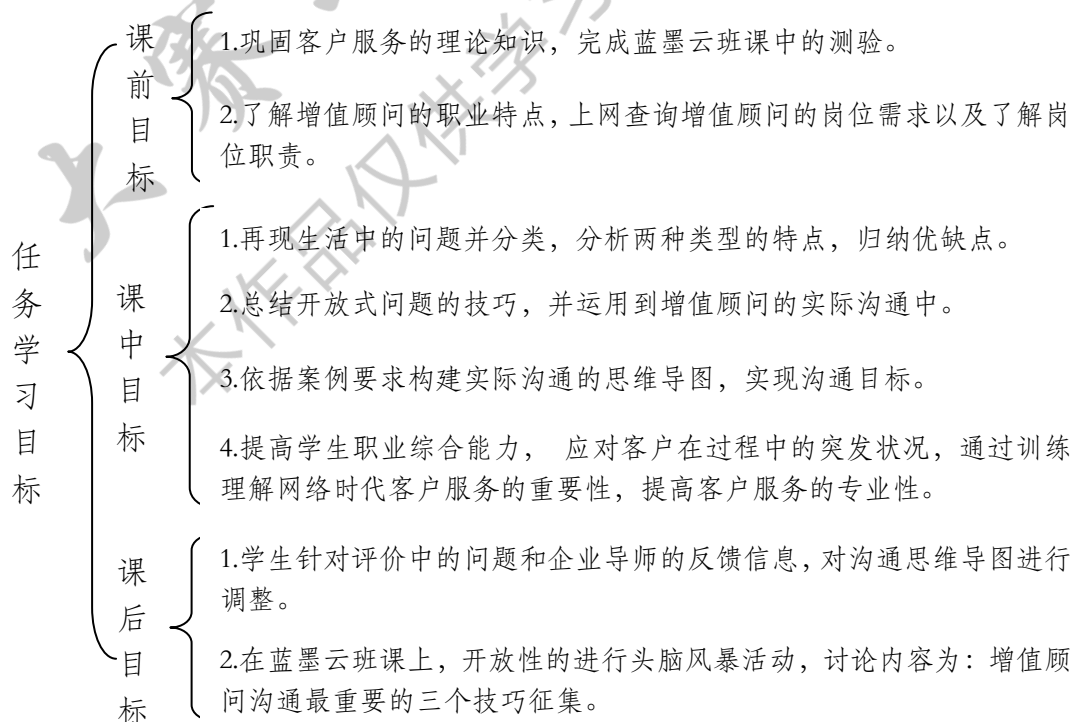 任务学习目标
课前目标
1.巩固客户服务的理论知识，完成蓝墨云班课中的测验。
2.了解增值顾问的职业特点，上网查询增值顾问的岗位需求以及了解岗
位职责。
课中目标
1.再现生活中的问题并分类，分析两种类型的特点，归纳优缺点。
2.总结开放式问题的技巧，并运用到增值顾问的实际沟通中。
3.依据案例要求构建实际沟通的思维导图，实现沟通目标。
4.提高学生职业综合能力， 应对客户在过程中的突发状况，通过训练
理解网络时代客户服务的重要性，提高客户服务的专业性。
课后目标
1.学生针对评价中的问题和企业导师的反馈信息，对沟通思维导图进行
调整。
2.在蓝墨云班课上，开放性的进行头脑风暴活动，讨论内容为：增值顾
问沟通最重要的三个技巧征集。
大赛
本作品仅供学习